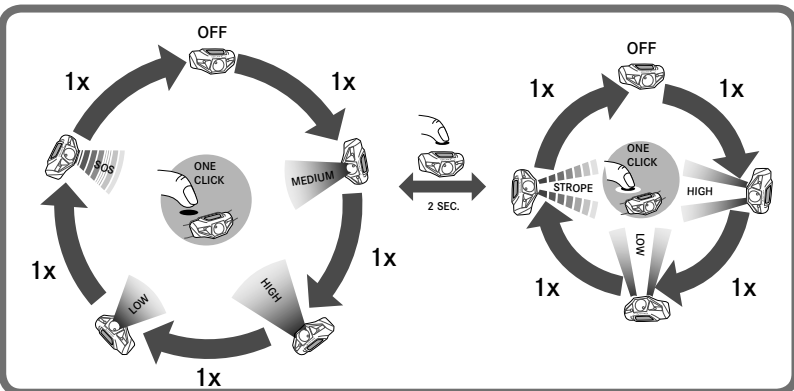 OFF
1x
1x
SOS
ONE
CLICK
MEDIUM
1x
1x
LOW
HIGH
1x
2 SEC.
OFF
1x
1x
ONE
CLICK
STROPE
HIGH
LOW
1x
1x